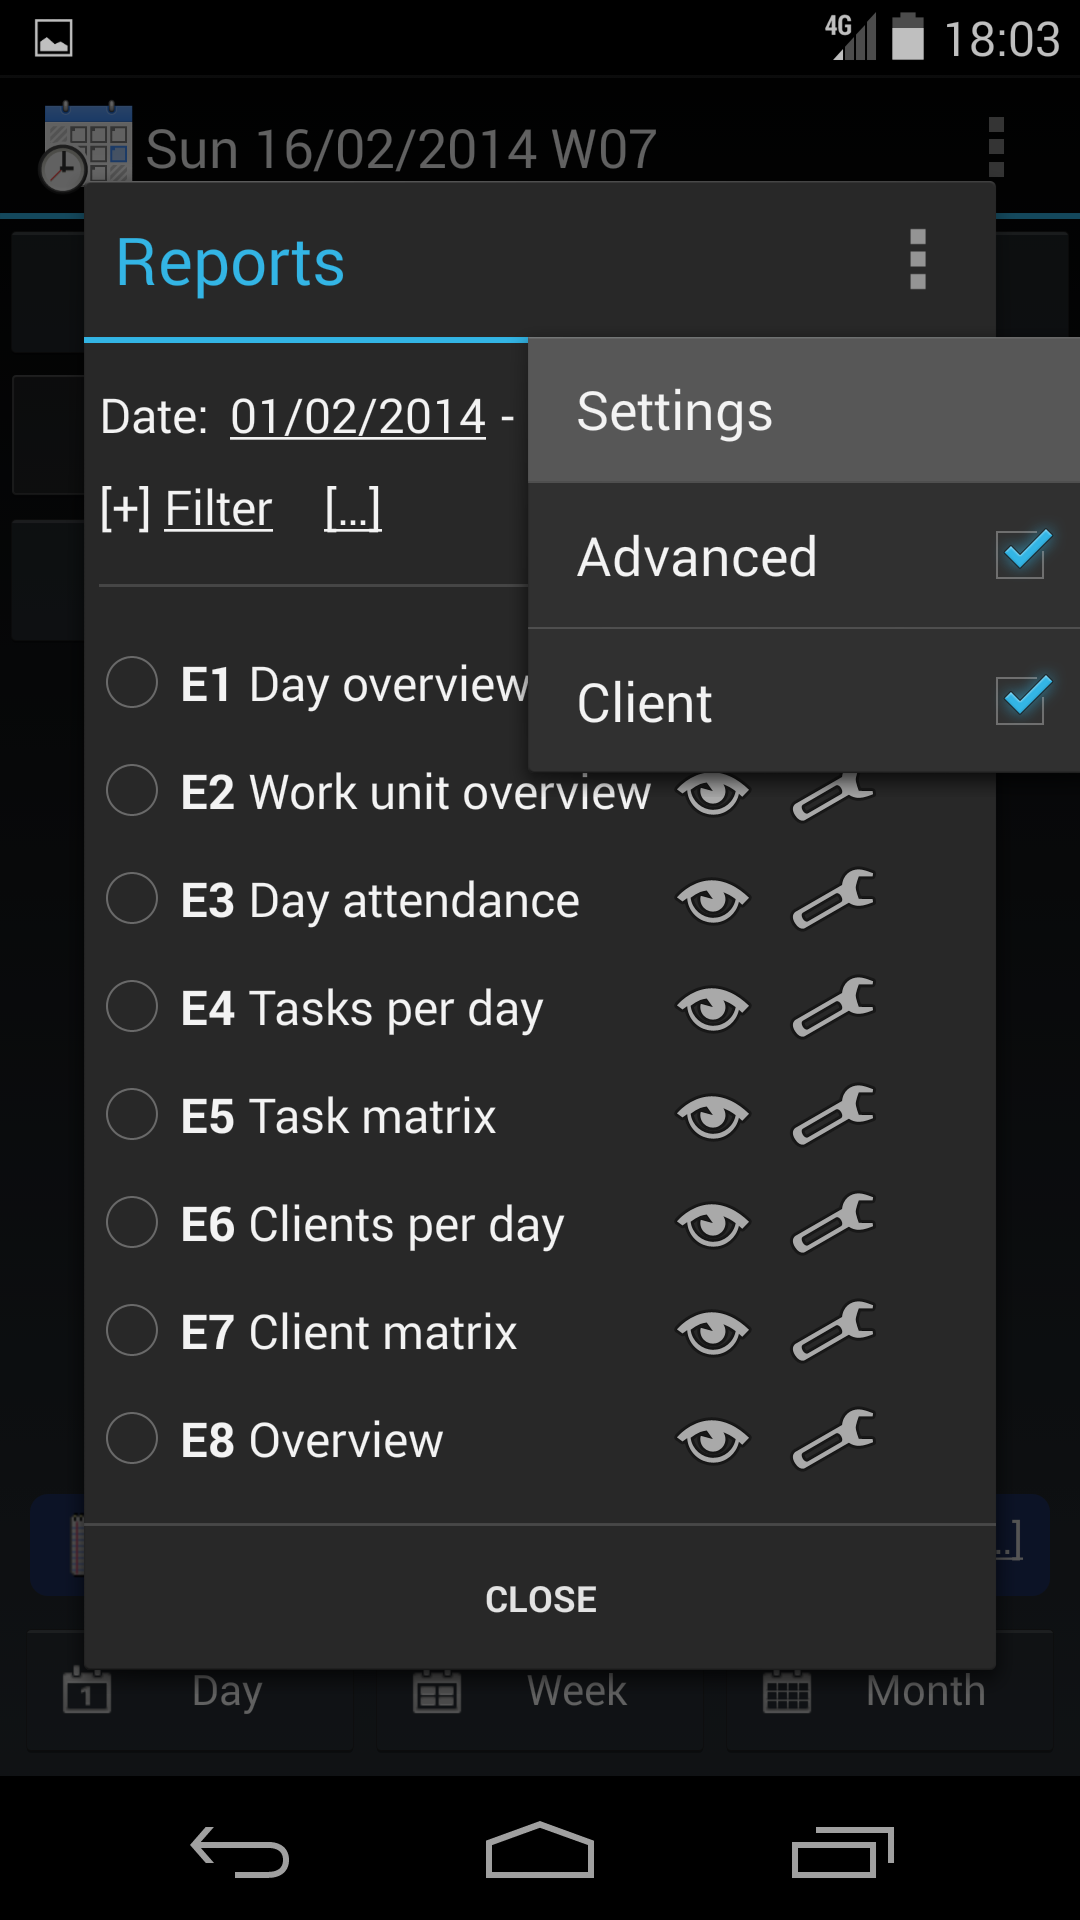 4G 18:03
Sun 16/02/2014 W07
Reports
Settings
Date: 01/02/2014 -
[+] Filter [...]
Advanced
E1 Day overview
Client
E2 Work unit overview
E3 Day attendance
E4 Tasks per day
E5 Task matrix
E6 Clients per day
E7 Client matrix
E8 Overview
..]
CLOSE
1 Day Week Month